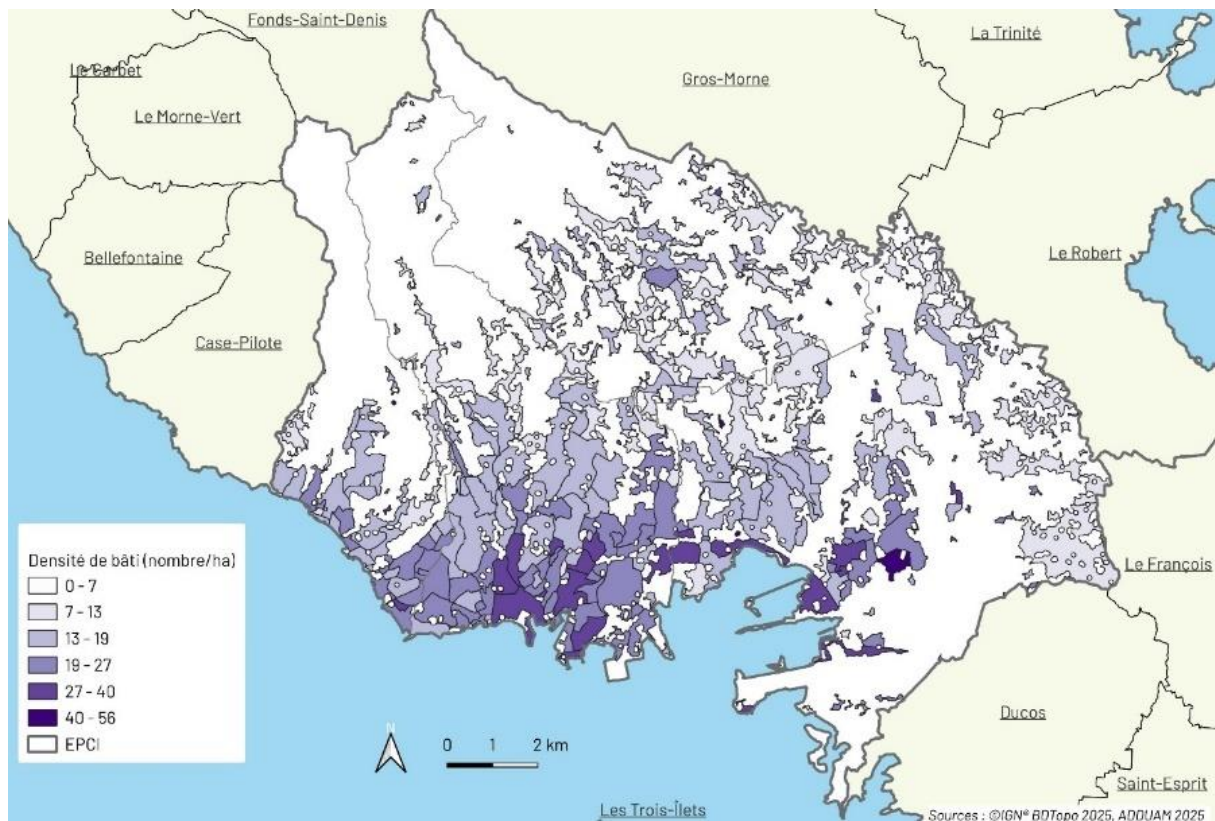 Fonds-Saint-Denis
La Trinité
Le Carbet
Gros-Morne
Le Morne-Vert
Bellefontaine
Le Robert
Case-Pilote
Densité de bâti (nombre/ha)
0 - 7
7 - 13
13 - 19
19 - 27
27 - 40
40 - 56
EPCI
Le François
N
0 1 2 km
Ducos
Saint-Esprit
Les Trois-Îlets
Sources : ©IGN® BDTopo 2025, ADDUAM 2025